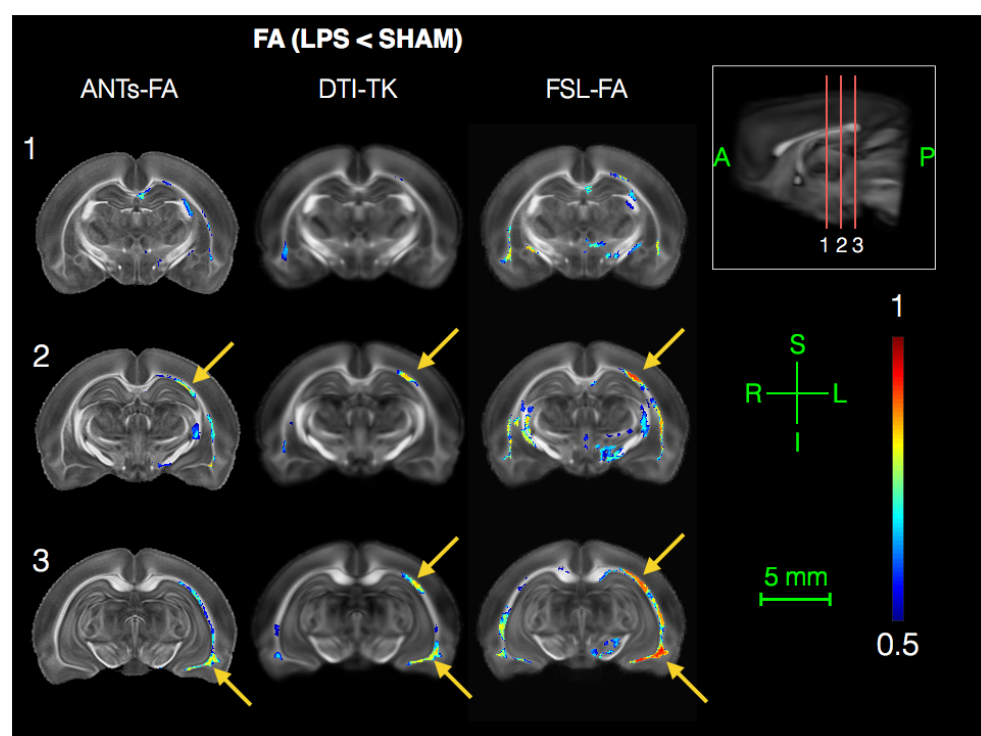 FA (LPS < SHAM)
ANTs-FA DTI-TK FSL-FA
1
A P
1 2 3
1
2
S
R L
I
3
5 mm
0.5